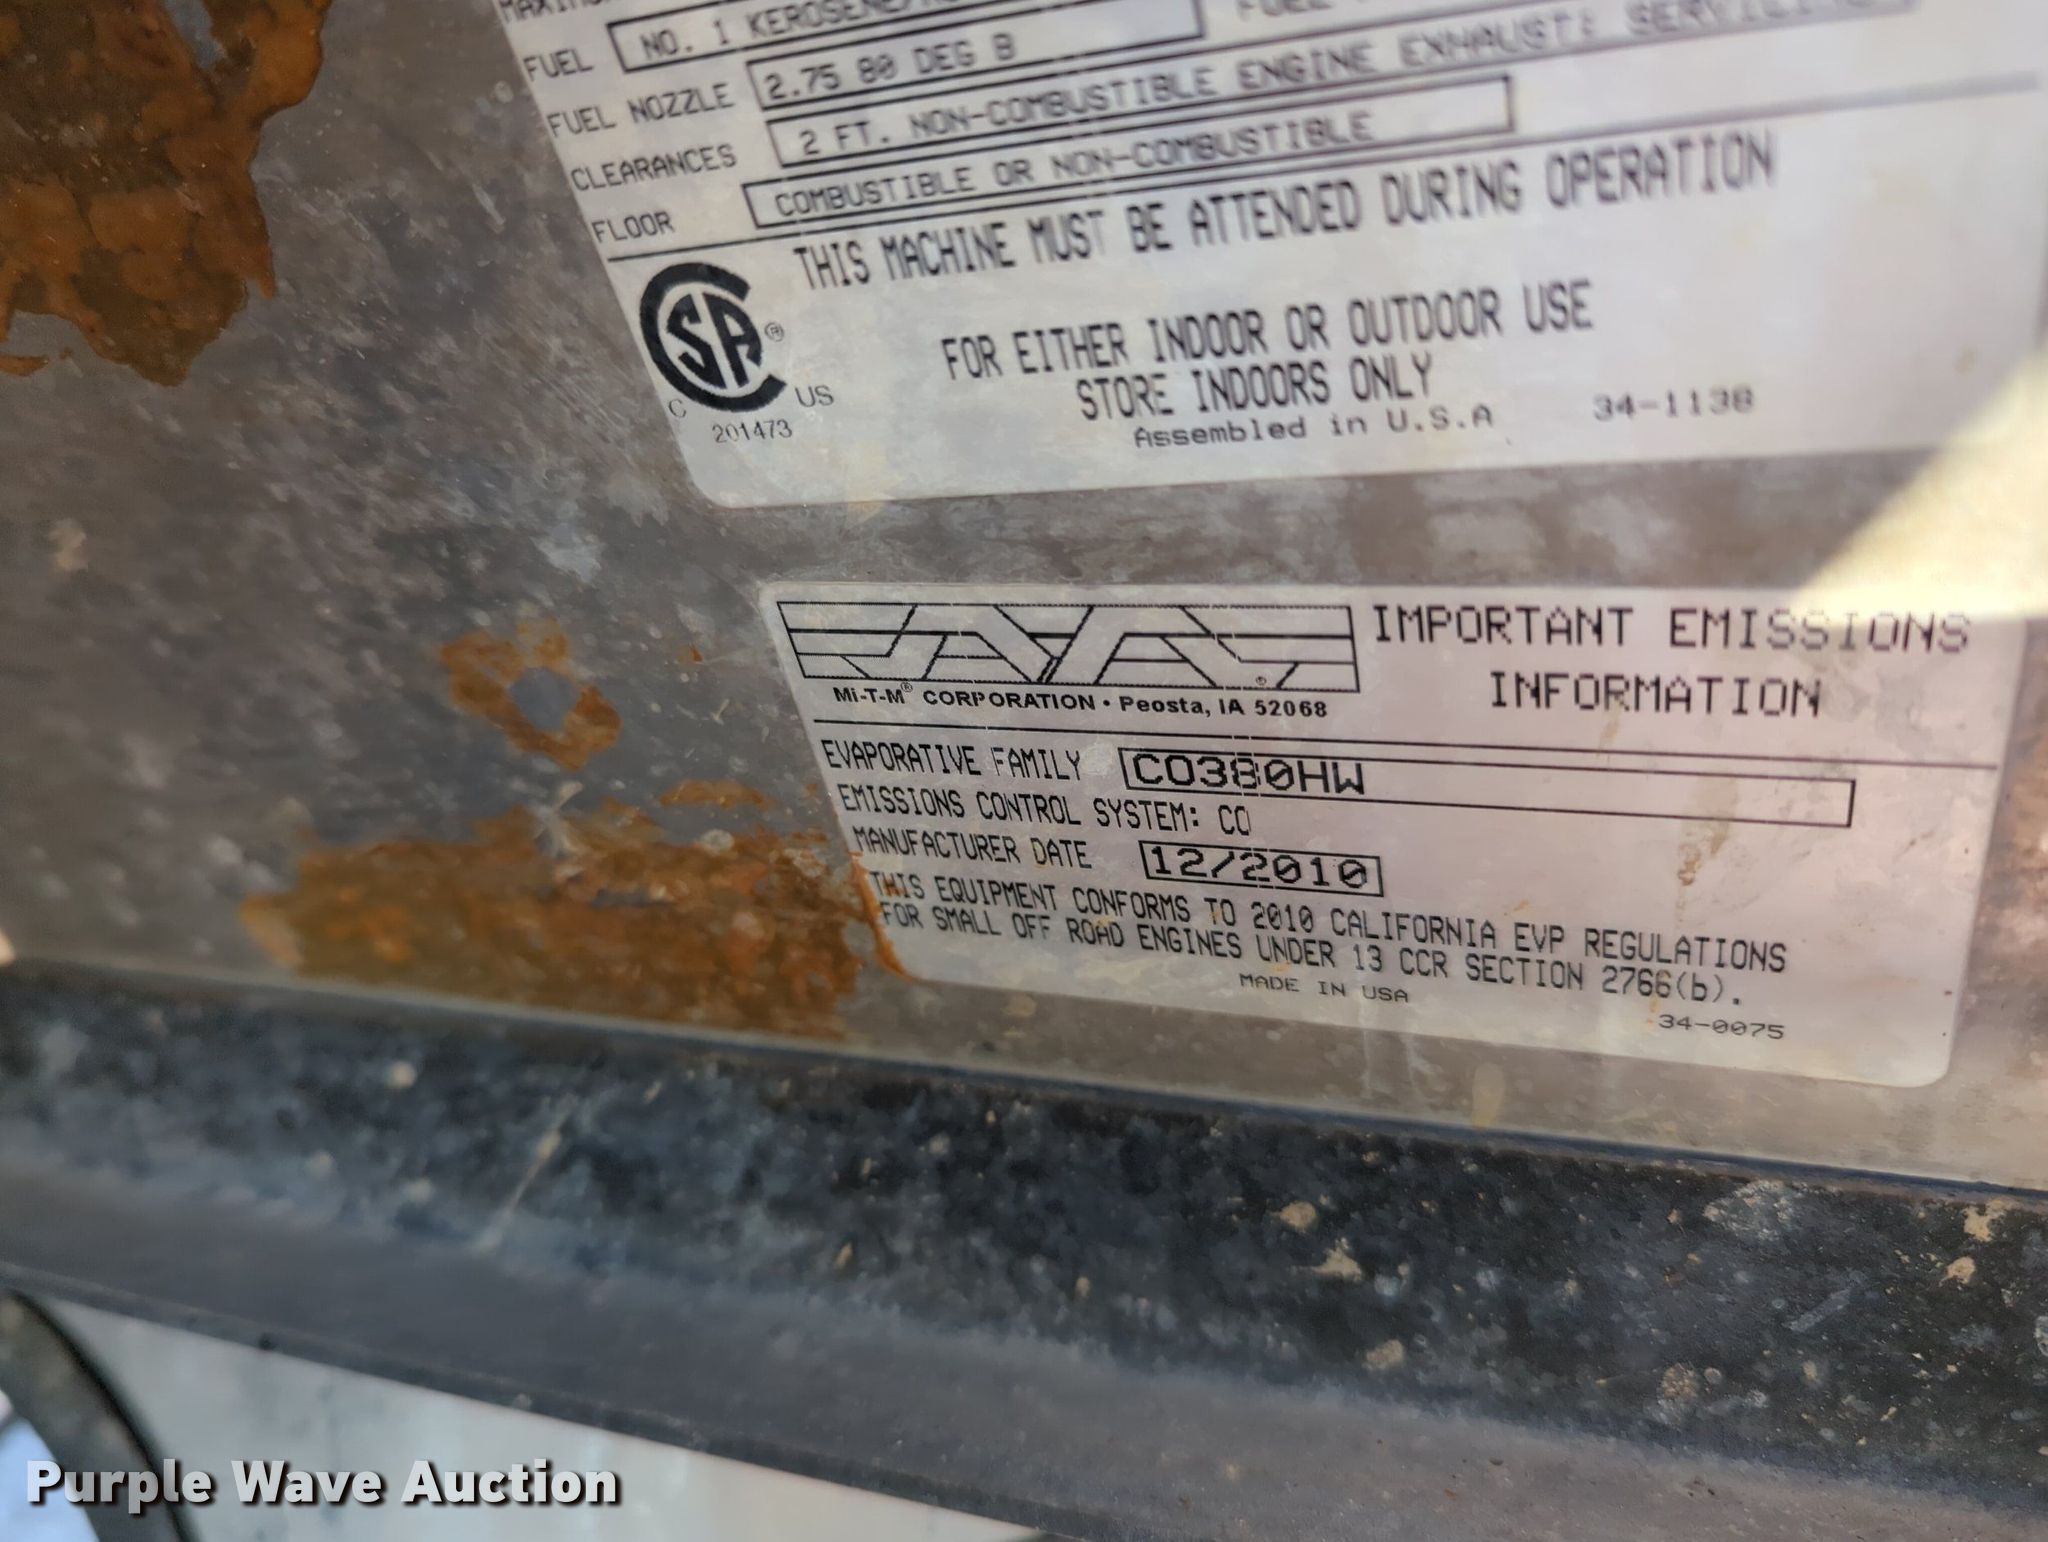 FUEL NO. 1 KEROSENE
FUEL NOZZLE 2.75 80 DEG B FUEL
CLEARANCES 2 FT. NON-COMBUSTIBLE ENGINE EXHAUST:
FLOOR COMBUSTIBLE OR NON-COMBUSTIBLE
THIS MACHINE MUST BE ATTENDED DURING OPERATION
FOR EITHER INDOOR OR OUTDOOR USE
STORE INDOORS ONLY
Assembled in U.S.A 34-1138
CSA®
C US
201473
Mi-T-M® CORPORATION • Peosta, IA 52068
IMPORTANT EMISSIONS
INFORMATION
EVAPORATIVE FAMILY CO380HW
EMISSIONS CONTROL SYSTEM: CO
MANUFACTURER DATE 12/2010
THIS EQUIPMENT CONFORMS TO 2010 CALIFORNIA EVP REGULATIONS
FOR SMALL OFF ROAD ENGINES UNDER 13 CCR SECTION 2766(b).
MADE IN USA
34-0075
Purple Wave Auction